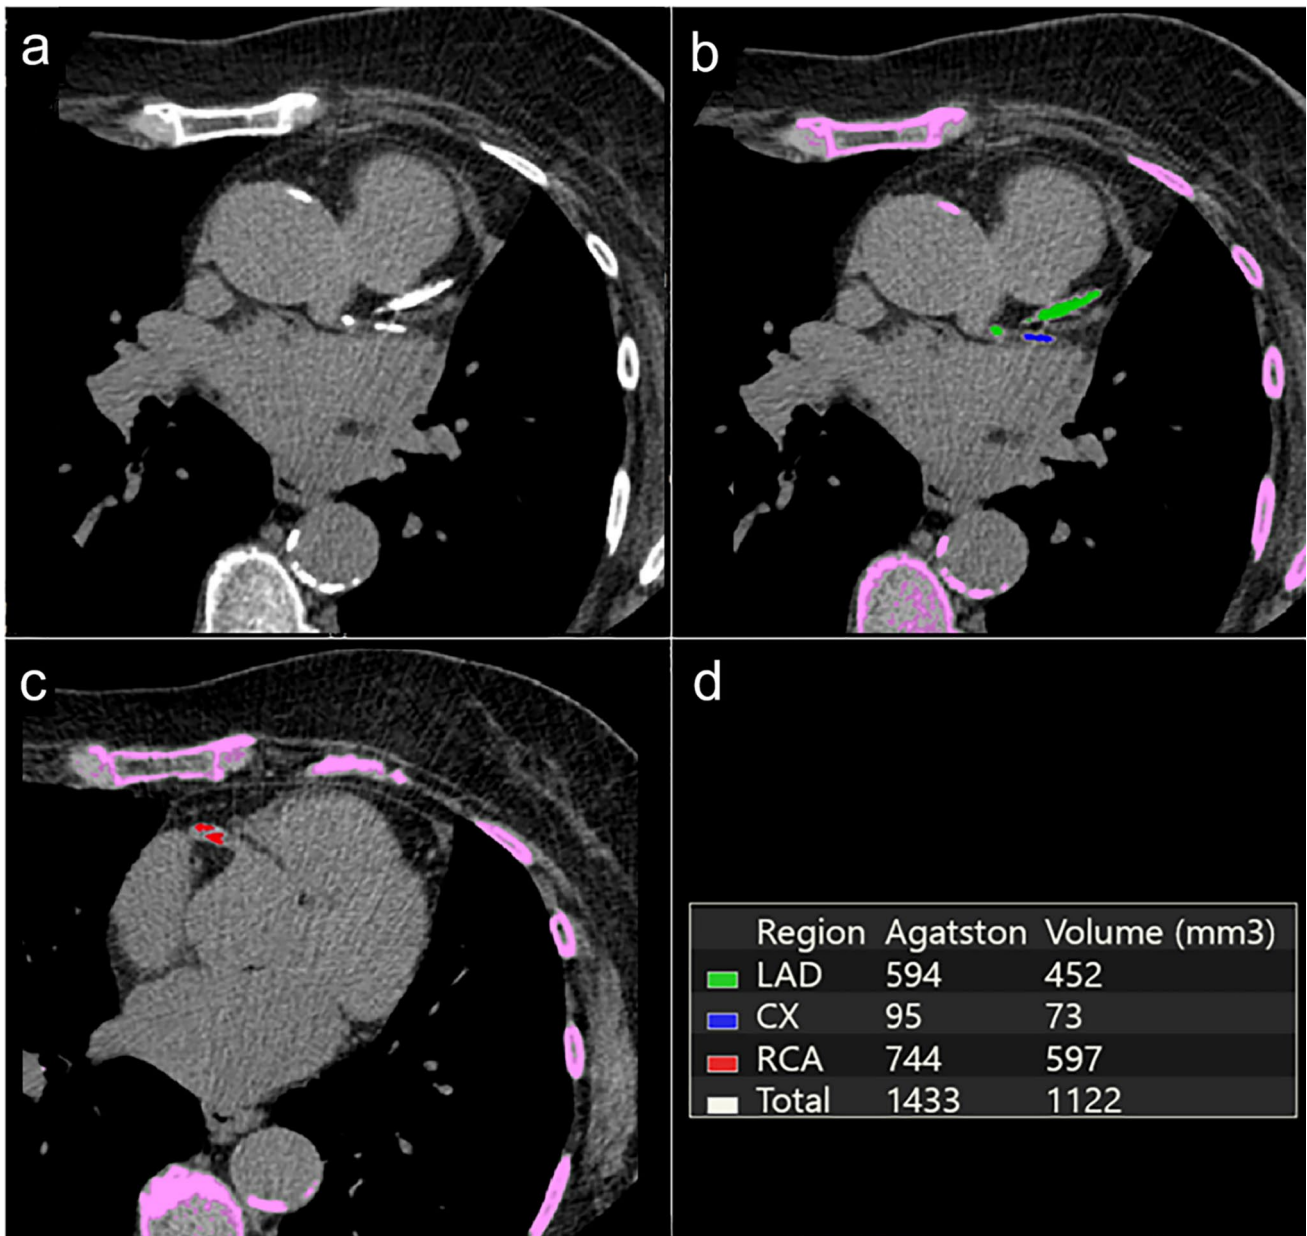 a
b
c
d
Region Agatston Volume (mm3)
LAD 594 452
CX 95 73
RCA 744 597
Total 1433 1122